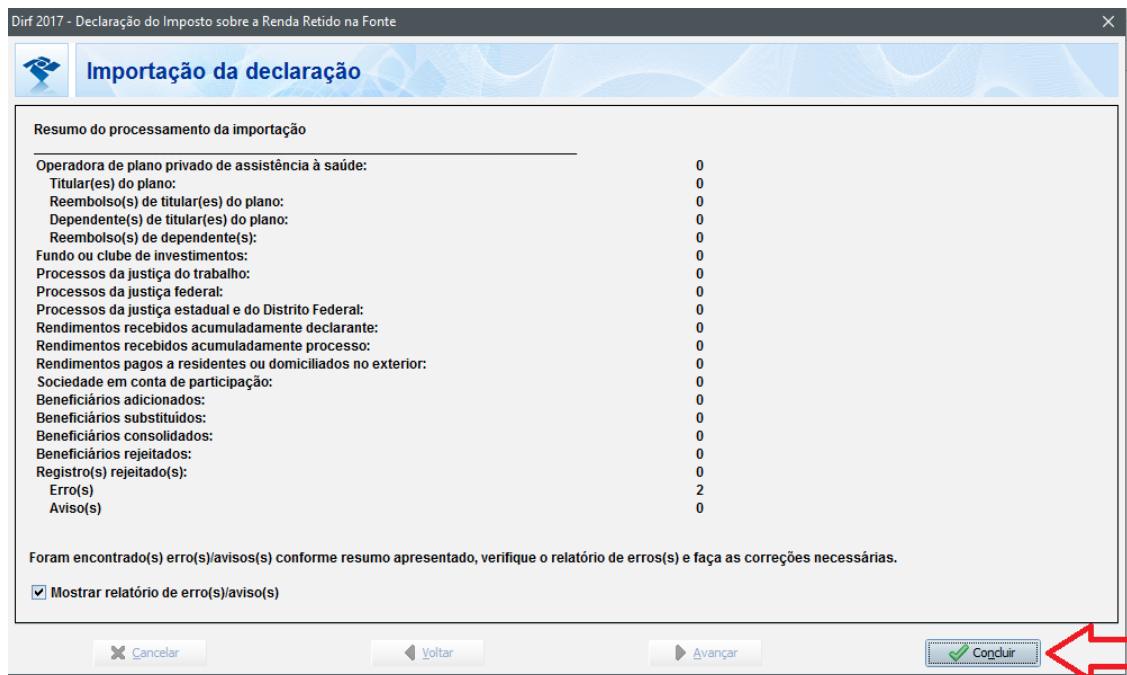 Dirf 2017 - Declaração do Imposto sobre a Renda Retido na Fonte
Importação da declaração
Resumo do processamento da importação
Operadora de plano privado de assistência à saúde: 0
Titular(es) do plano: 0
Reembolso(s) de titular(es) do plano: 0
Dependente(s) de titular(es) do plano: 0
Reembolso(s) de dependente(s): 0
Fundo ou clube de investimentos: 0
Processos da justiça do trabalho: 0
Processos da justiça federal: 0
Processos da justiça estadual e do Distrito Federal: 0
Rendimentos recebidos acumuladamente declarante: 0
Rendimentos recebidos acumuladamente processo: 0
Rendimentos pagos a residentes ou domiciliados no exterior: 0
Sociedade em conta de participação: 0
Beneficiários adicionados: 0
Beneficiários substituídos: 0
Beneficiários consolidados: 0
Beneficiários rejeitados: 0
Registro(s) rejeitado(s): 0
Erro(s) 2
Aviso(s) 0
Foram encontrado(s) erro(s)/avisos(s) conforme resumo apresentado, verifique o relatório de erros(s) e faça as correções necessárias.
Mostrar relatório de erro(s)/aviso(s)
Cancelar Voltar Avançar Concluir